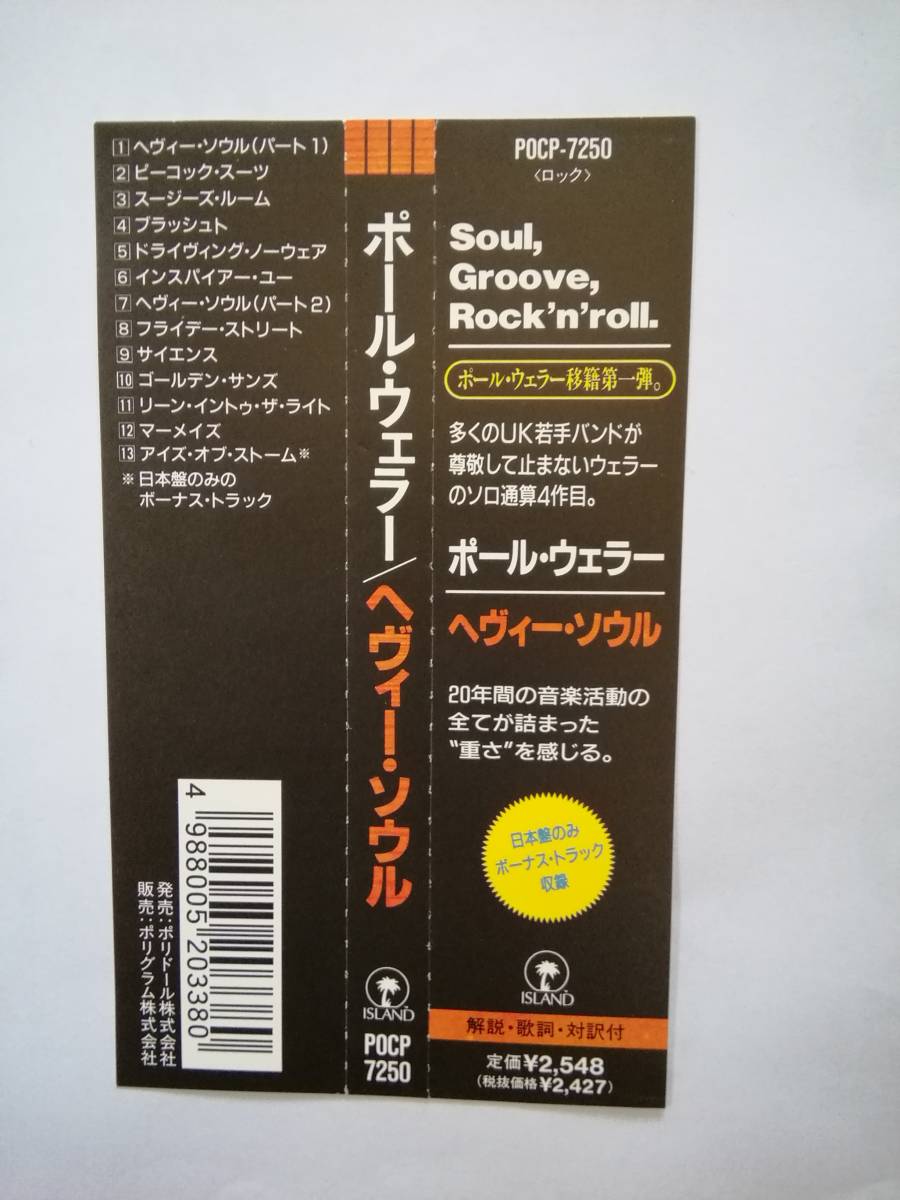 1 ヘヴィー・ソウル(パート1)
2 ピーコック・スーツ
3 スージーズ・ルーム
4 ブラッシュト
5 ドライヴィング・ノーウェア
6 インスパイアー・ユー
7 ヘヴィー・ソウル(パート2)
8 フライデー・ストリート
9 サイエンス
10 ゴールデン・サンズ
11 リーン・イントゥ・ザ・ライト
12 マーメイズ
13 アイズ・オブ・ストーム※
※日本盤のみの
ボーナス・トラック
4 988005 203380
発売:ポリドール株式会社
販売:ポリグラム株式会社
ポール・ウェラー/ヘヴィー・ソウル
ISLAND
POCP
7250
POCP-7250
〈ロック〉
Soul,
Groove,
Rock'n'roll.
ポール・ウェラー移籍第一弾。
多くのUK若手バンドが
尊敬して止まないウェラー
のソロ通算4作目。
ポール・ウェラー
ヘヴィー・ソウル
20年間の音楽活動の
全てが詰まった
“重さ”を感じる。
日本盤のみ
ボーナス・トラック
収録
ISLAND
解説・歌詞・対訳付
定価¥2,548
(税抜価格¥2,427)